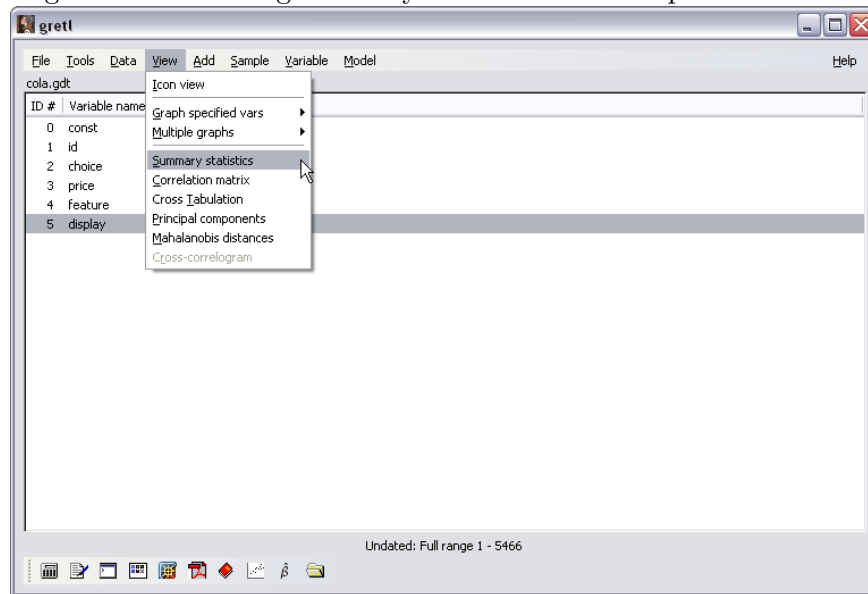 gretl
File Tools Data View Add Sample Variable Model Help
cola.gdt
ID # Variable name
0 const
1 id
2 choice
3 price
4 feature
5 display
Icon view
Graph specified vars
Multiple graphs
Summary statistics
Correlation matrix
Cross Tabulation
Principal components
Mahalanobis distances
Cross-correlogram
Undated: Full range 1 - 5466
β̂